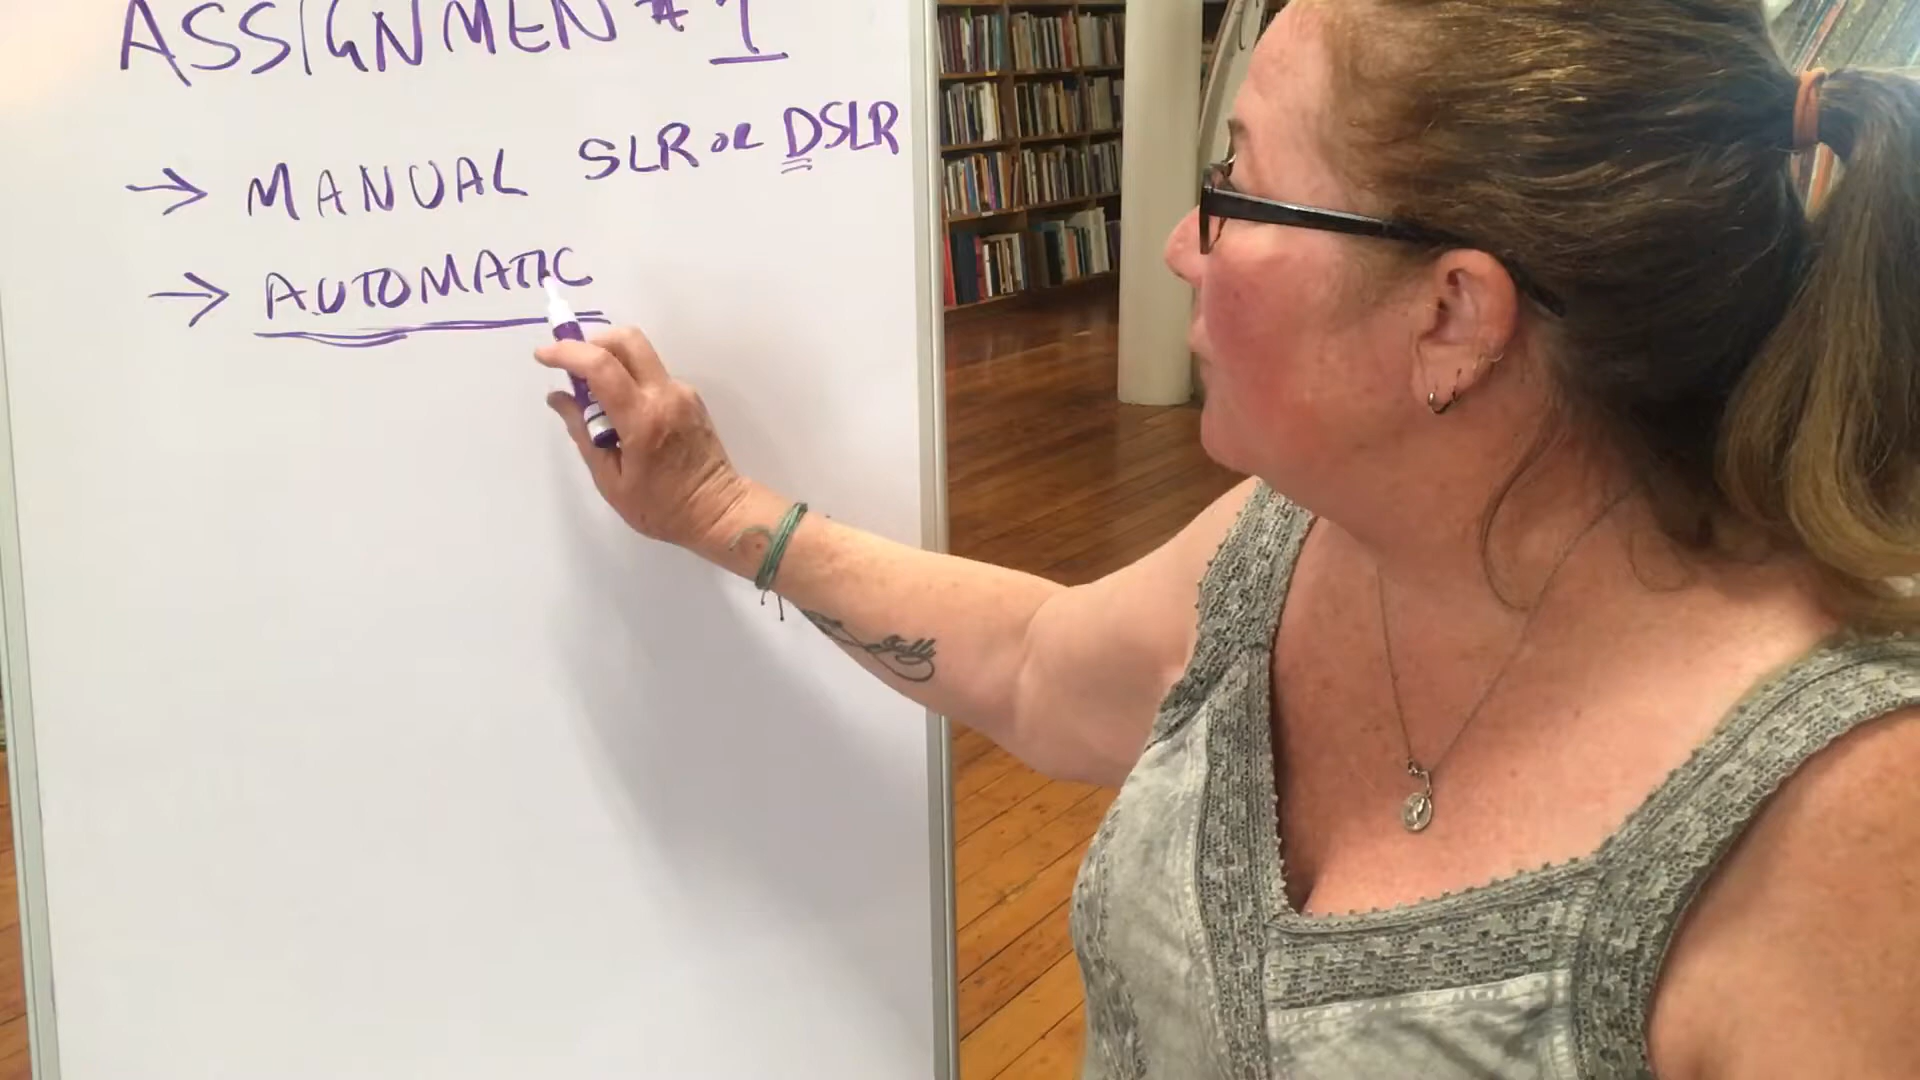 ASSIGNMEN # 1
→ MANUAL SLR OR DSLR
→ AUTOMATIC